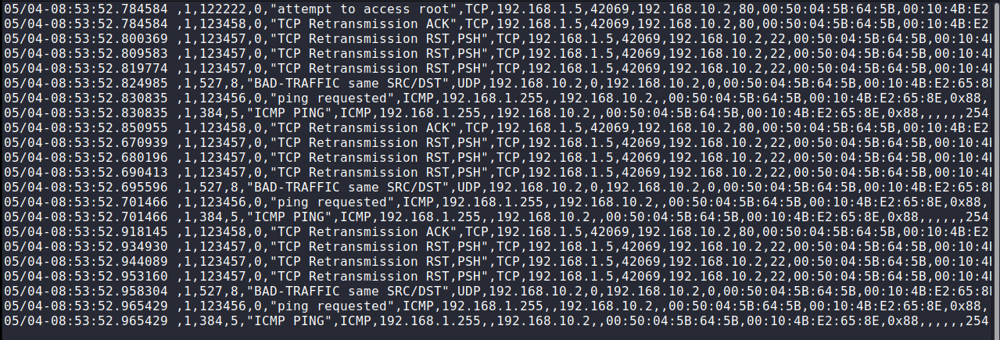 05/04-08:53:52.784584 ,1,122222,0,"attempt to access root",TCP,192.168.1.5,42069,192.168.10.2,80,00:50:04:5B:64:5B,00:10:4B:E2
05/04-08:53:52.784584 ,1,123458,0,"TCP Retransmission ACK",TCP,192.168.1.5,42069,192.168.10.2,80,00:50:04:5B:64:5B,00:10:4B:E2
05/04-08:53:52.800369 ,1,123457,0,"TCP Retransmission RST,PSH",TCP,192.168.1.5,42069,192.168.10.2,22,00:50:04:5B:64:5B,00:10:4
05/04-08:53:52.809583 ,1,123457,0,"TCP Retransmission RST,PSH",TCP,192.168.1.5,42069,192.168.10.2,22,00:50:04:5B:64:5B,00:10:4
05/04-08:53:52.819774 ,1,123457,0,"TCP Retransmission RST,PSH",TCP,192.168.1.5,42069,192.168.10.2,22,00:50:04:5B:64:5B,00:10:4
05/04-08:53:52.824985 ,1,527,8,"BAD-TRAFFIC same SRC/DST",UDP,192.168.10.2,0,192.168.10.2,0,00:50:04:5B:64:5B,00:10:4B:E2:65:8
05/04-08:53:52.830835 ,1,123456,0,"ping requested",ICMP,192.168.1.255,,192.168.10.2,,00:50:04:5B:64:5B,00:10:4B:E2:65:8E,0x88,
05/04-08:53:52.830835 ,1,384,5,"ICMP PING",ICMP,192.168.1.255,,192.168.10.2,,00:50:04:5B:64:5B,00:10:4B:E2:65:8E,0x88,,,,,,254
05/04-08:53:52.850955 ,1,123458,0,"TCP Retransmission ACK",TCP,192.168.1.5,42069,192.168.10.2,80,00:50:04:5B:64:5B,00:10:4B:E2
05/04-08:53:52.670939 ,1,123457,0,"TCP Retransmission RST,PSH",TCP,192.168.1.5,42069,192.168.10.2,22,00:50:04:5B:64:5B,00:10:4
05/04-08:53:52.680196 ,1,123457,0,"TCP Retransmission RST,PSH",TCP,192.168.1.5,42069,192.168.10.2,22,00:50:04:5B:64:5B,00:10:4
05/04-08:53:52.690413 ,1,123457,0,"TCP Retransmission RST,PSH",TCP,192.168.1.5,42069,192.168.10.2,22,00:50:04:5B:64:5B,00:10:4
05/04-08:53:52.695596 ,1,527,8,"BAD-TRAFFIC same SRC/DST",UDP,192.168.10.2,0,192.168.10.2,0,00:50:04:5B:64:5B,00:10:4B:E2:65:8
05/04-08:53:52.701466 ,1,123456,0,"ping requested",ICMP,192.168.1.255,,192.168.10.2,,00:50:04:5B:64:5B,00:10:4B:E2:65:8E,0x88,
05/04-08:53:52.701466 ,1,384,5,"ICMP PING",ICMP,192.168.1.255,,192.168.10.2,,00:50:04:5B:64:5B,00:10:4B:E2:65:8E,0x88,,,,,,254
05/04-08:53:52.918145 ,1,123458,0,"TCP Retransmission ACK",TCP,192.168.1.5,42069,192.168.10.2,80,00:50:04:5B:64:5B,00:10:4B:E2
05/04-08:53:52.934930 ,1,123457,0,"TCP Retransmission RST,PSH",TCP,192.168.1.5,42069,192.168.10.2,22,00:50:04:5B:64:5B,00:10:4
05/04-08:53:52.944089 ,1,123457,0,"TCP Retransmission RST,PSH",TCP,192.168.1.5,42069,192.168.10.2,22,00:50:04:5B:64:5B,00:10:4
05/04-08:53:52.953160 ,1,123457,0,"TCP Retransmission RST,PSH",TCP,192.168.1.5,42069,192.168.10.2,22,00:50:04:5B:64:5B,00:10:4
05/04-08:53:52.958304 ,1,527,8,"BAD-TRAFFIC same SRC/DST",UDP,192.168.10.2,0,192.168.10.2,0,00:50:04:5B:64:5B,00:10:4B:E2:65:8
05/04-08:53:52.965429 ,1,123456,0,"ping requested",ICMP,192.168.1.255,,192.168.10.2,,00:50:04:5B:64:5B,00:10:4B:E2:65:8E,0x88,
05/04-08:53:52.965429 ,1,384,5,"ICMP PING",ICMP,192.168.1.255,,192.168.10.2,,00:50:04:5B:64:5B,00:10:4B:E2:65:8E,0x88,,,,,,254